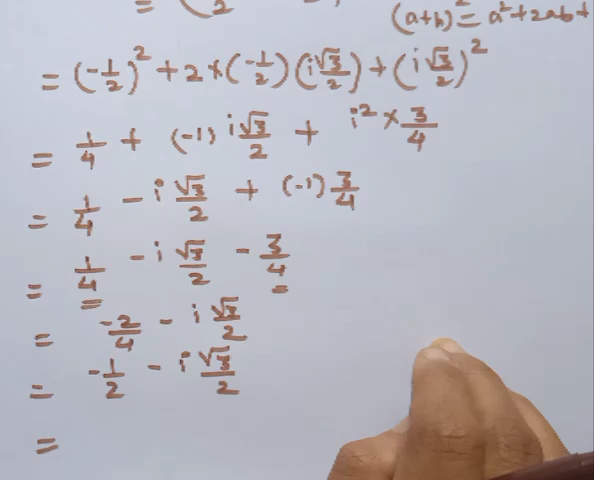 = (2
(a+b)² = a²+2ab+
= (-1/2)² + 2×(-1/2)(i√3/2) + (i√3/2)²
= 1/4 + (-1) i√3/2 + i² × 3/4
= 1/4 - i √3/2 + (-1) 3/4
= 1/4 - i √3/2 - 3/4
= -2/4 - i √3/2
= -1/2 - i √3/2
=